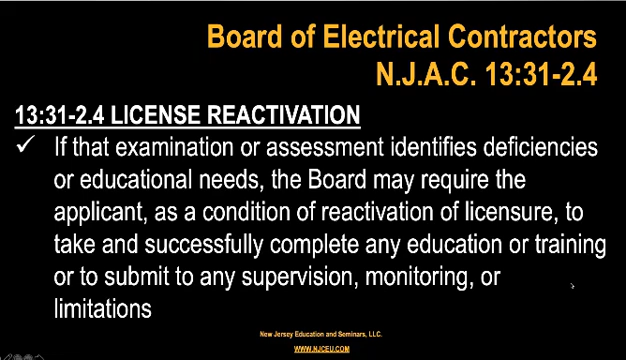 Board of Electrical Contractors
N.J.A.C. 13:31-2.4
13:31-2.4 LICENSE REACTIVATION
✓ If that examination or assessment identifies deficiencies
or educational needs, the Board may require the
applicant, as a condition of reactivation of licensure, to
take and successfully complete any education or training
or to submit to any supervision, monitoring, or
limitations
New Jersey Education and Seminars, LLC.
WWW.NJCEU.COM